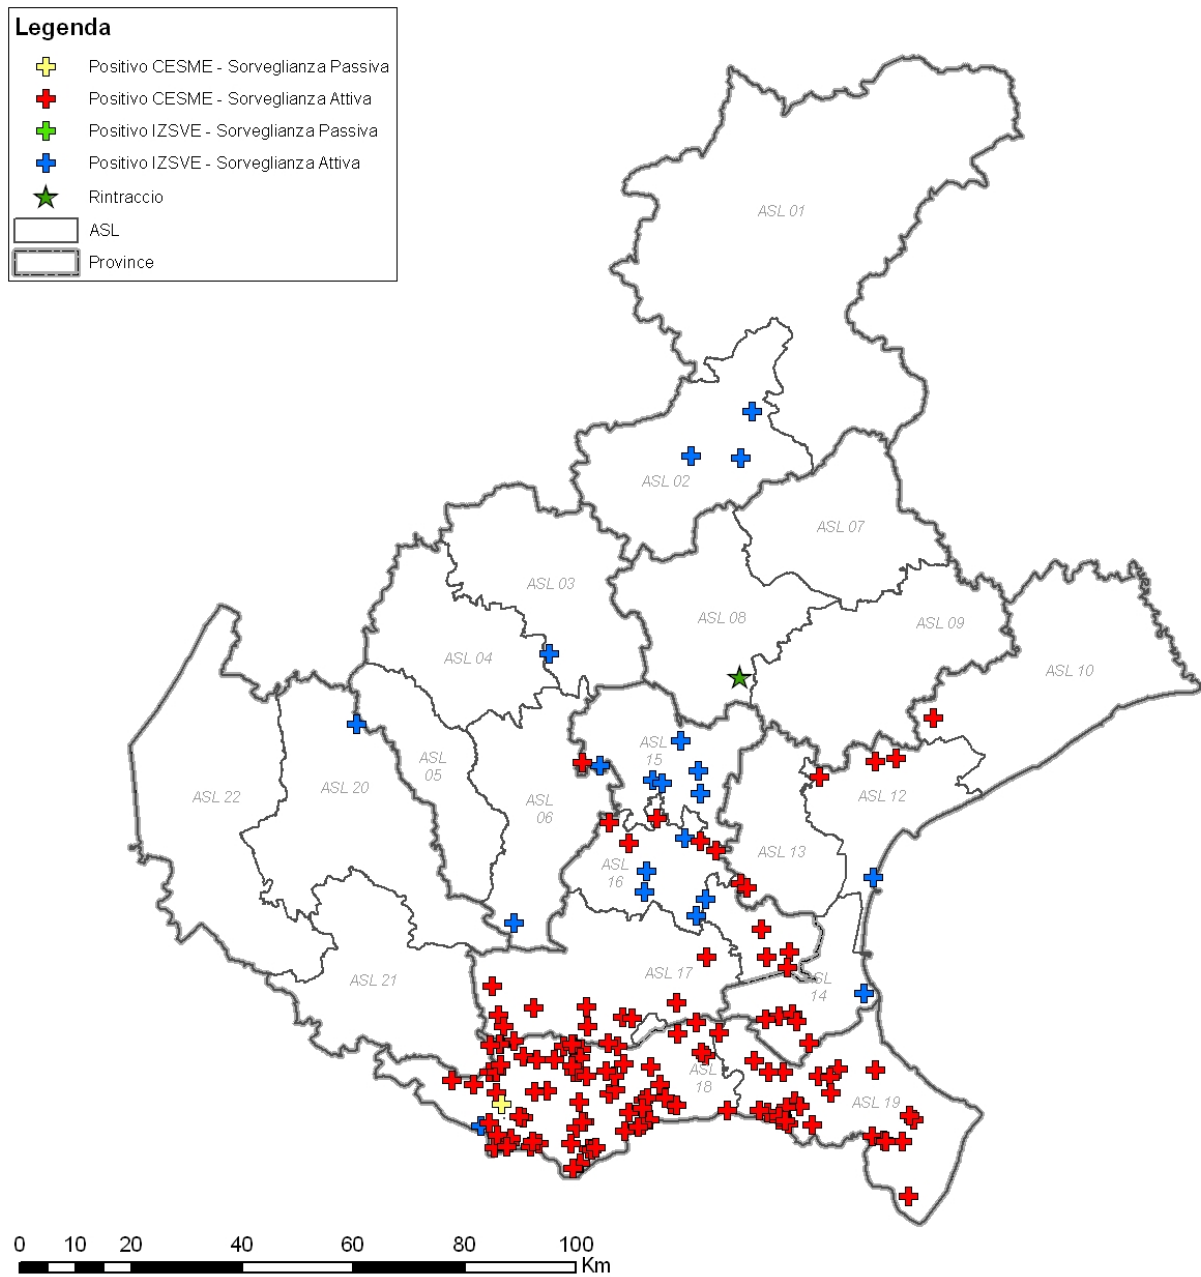 Legenda
Positivo CESME - Sorveglianza Passiva
Positivo CESME - Sorveglianza Attiva
Positivo IZSVE - Sorveglianza Passiva
Positivo IZSVE - Sorveglianza Attiva
Rintraccio
ASL
Province
ASL 01
ASL 02
ASL 07
ASL 03
ASL 08
ASL 09
ASL 04
ASL 10
ASL
15
ASL
05
ASL 20
ASL 22
ASL
06
ASL 12
ASL 13
ASL
16
ASL 17
ASL 21
ASL
14
ASL
18
ASL 19
0 10 20 40 60 80 100
Km